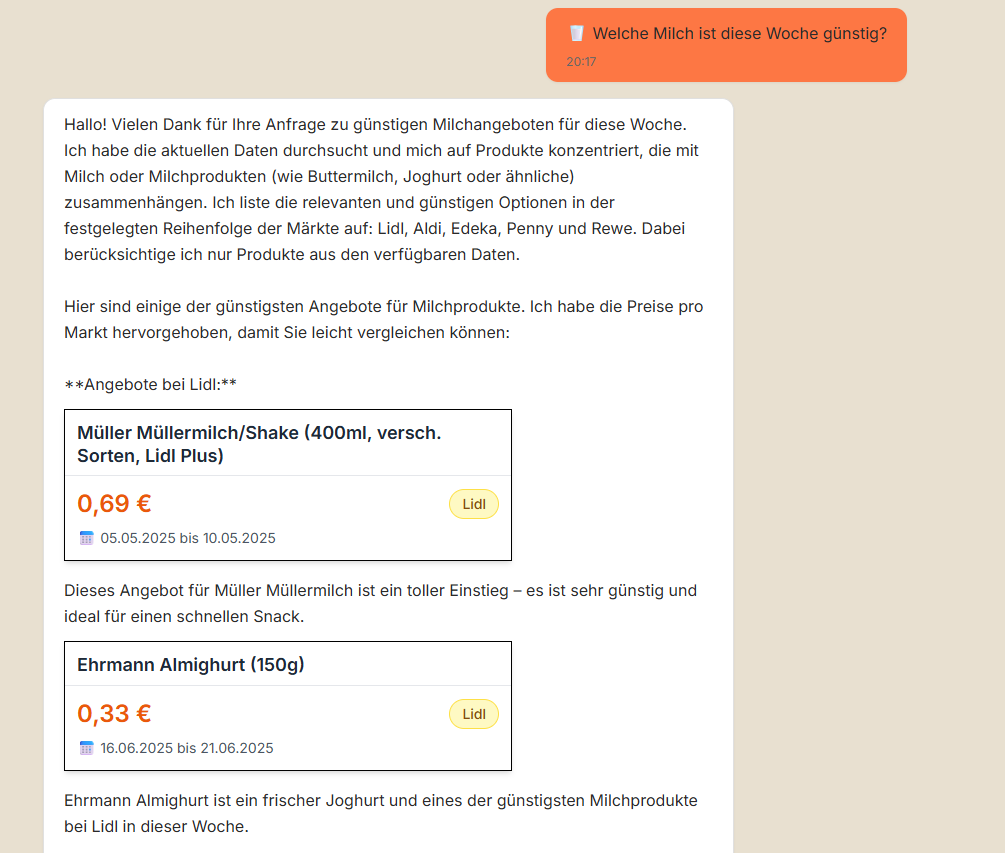 🥛 Welche Milch ist diese Woche günstig?
20:17
Hallo! Vielen Dank für Ihre Anfrage zu günstigen Milchangeboten für diese Woche.
Ich habe die aktuellen Daten durchsucht und mich auf Produkte konzentriert, die mit
Milch oder Milchprodukten (wie Buttermilch, Joghurt oder ähnliche)
zusammenhängen. Ich liste die relevanten und günstigen Optionen in der
festgelegten Reihenfolge der Märkte auf: Lidl, Aldi, Edeka, Penny und Rewe. Dabei
berücksichtige ich nur Produkte aus den verfügbaren Daten.
Hier sind einige der günstigsten Angebote für Milchprodukte. Ich habe die Preise pro
Markt hervorgehoben, damit Sie leicht vergleichen können:
**Angebote bei Lidl:**
Müller Müllermilch/Shake (400ml, versch.
Sorten, Lidl Plus)
0,69 €
Lidl
05.05.2025 bis 10.05.2025
Dieses Angebot für Müller Müllermilch ist ein toller Einstieg – es ist sehr günstig und
ideal für einen schnellen Snack.
Ehrmann Almighurt (150g)
0,33 €
Lidl
16.06.2025 bis 21.06.2025
Ehrmann Almighurt ist ein frischer Joghurt und eines der günstigsten Milchprodukte
bei Lidl in dieser Woche.